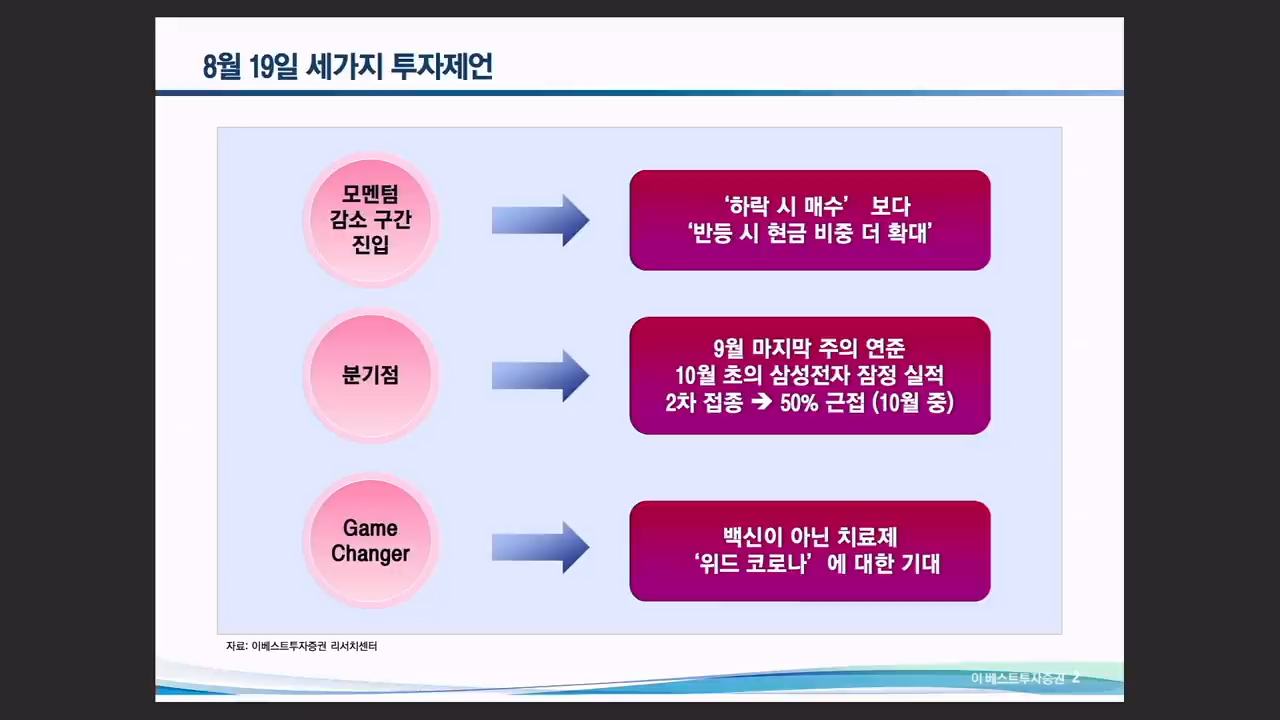 8월 19일 세가지 투자제언
모멘텀
감소 구간
진입
‘하락 시 매수’ 보다
‘반등 시 현금 비중 더 확대’
분기점
9월 마지막 주의 연준
10월 초의 삼성전자 잠정 실적
2차 접종 → 50% 근접 (10월 중)
Game
Changer
백신이 아닌 치료제
‘위드 코로나’ 에 대한 기대
자료: 이베스트투자증권 리서치센터
이베스트투자증권 2